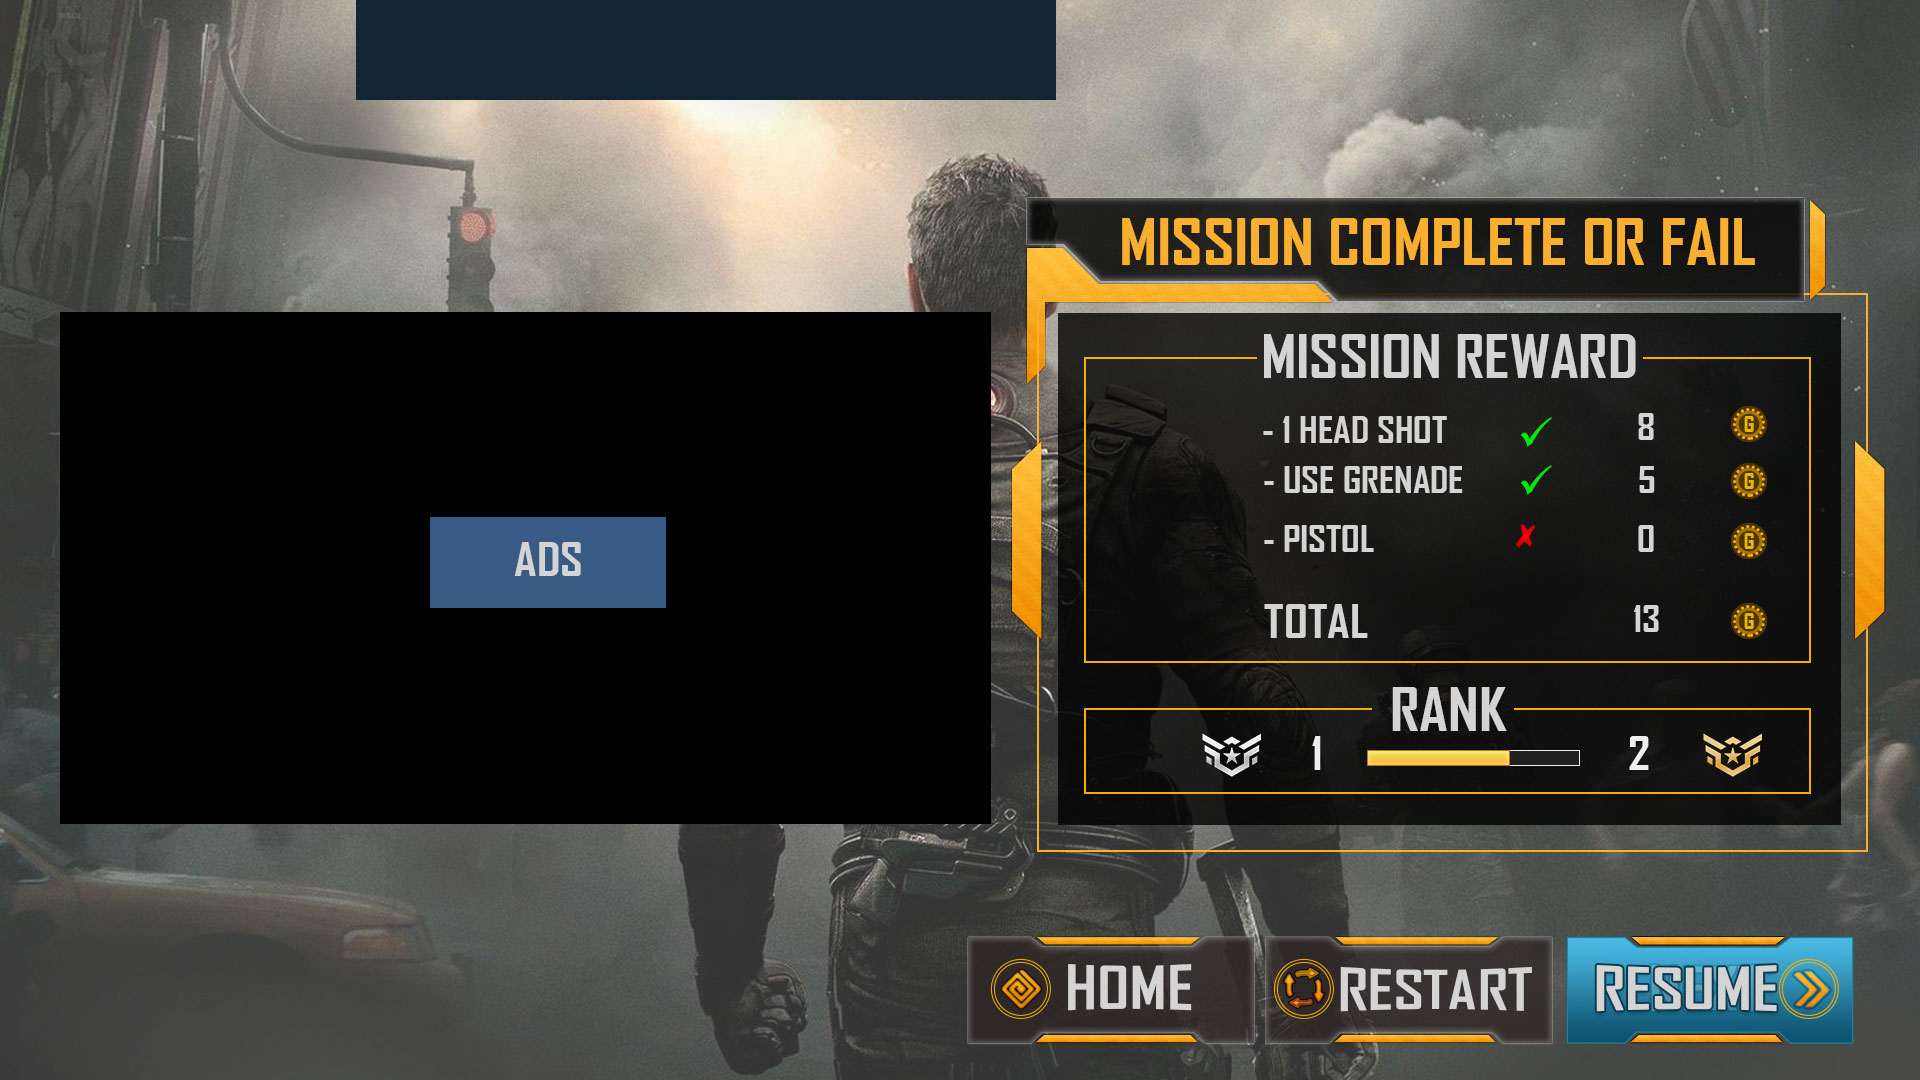 MISSION COMPLETE OR FAIL
ADS
MISSION REWARD
- 1 HEAD SHOT ✓ 8 G
- USE GRENADE ✓ 5 G
- PISTOL ✗ 0 G
TOTAL 13 G
RANK
1 2
HOME
RESTART
RESUME